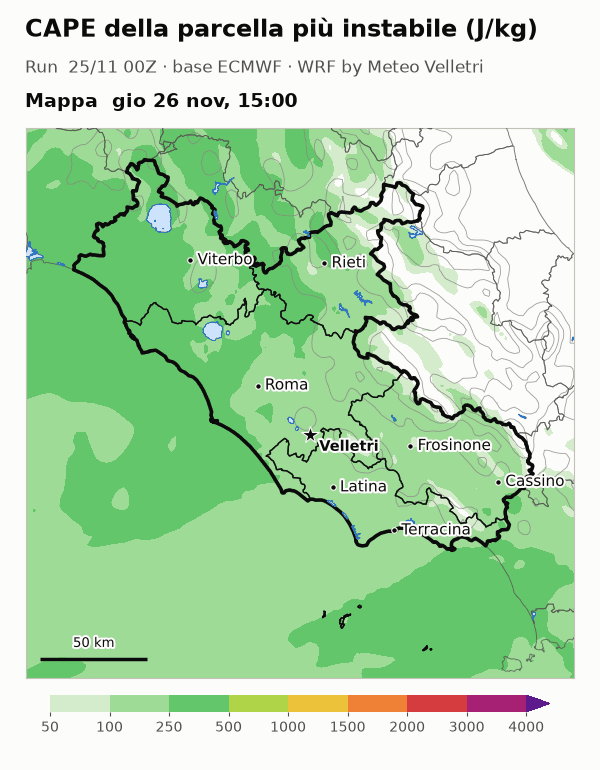 CAPE della parcella più instabile (J/kg)
Run  25/11 00Z · base ECMWF · WRF by Meteo Velletri
Mappa  gio 26 nov, 15:00
Viterbo
Rieti
Roma
Velletri
Frosinone
Latina
Cassino
Terracina
50 km
50 100 250 500 1000 1500 2000 3000 4000